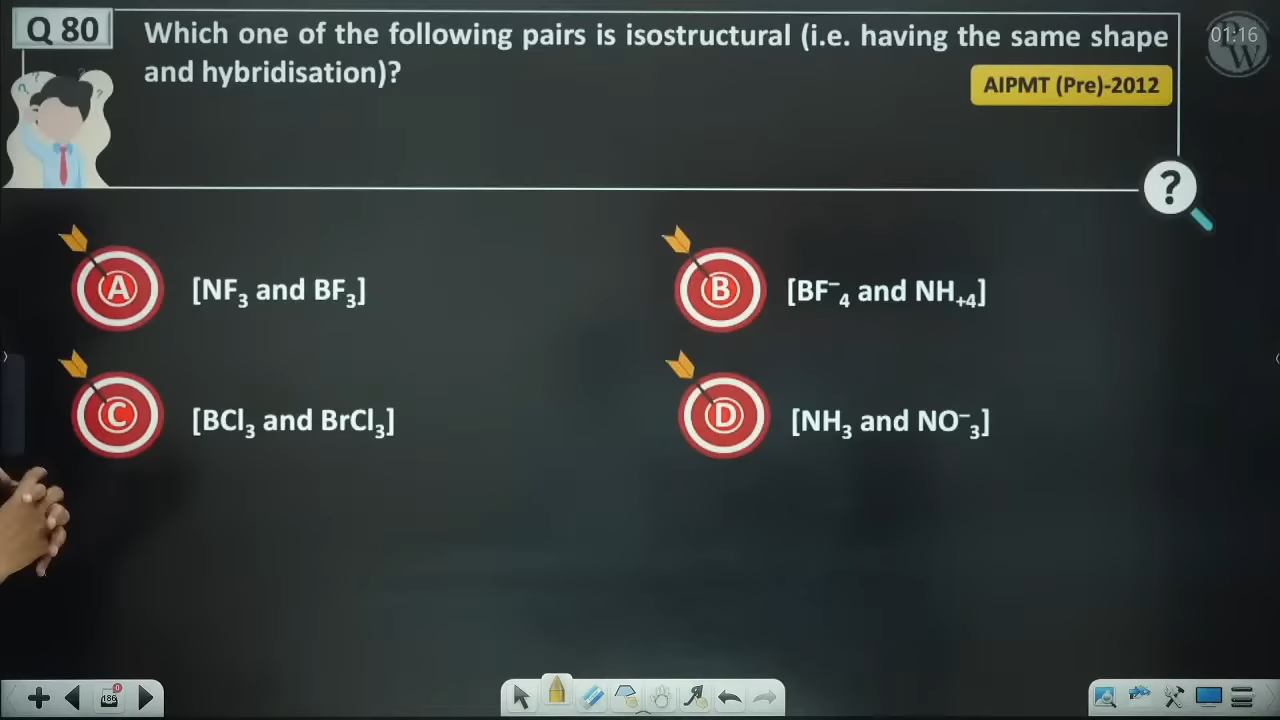 Q 80
Which one of the following pairs is isostructural (i.e. having the same shape
and hybridisation)?
AIPMT (Pre)-2012
01:16
?
A [NF₃ and BF₃]
B [BF⁻₄ and NH₊₄]
C [BCl₃ and BrCl₃]
D [NH₃ and NO⁻₃]